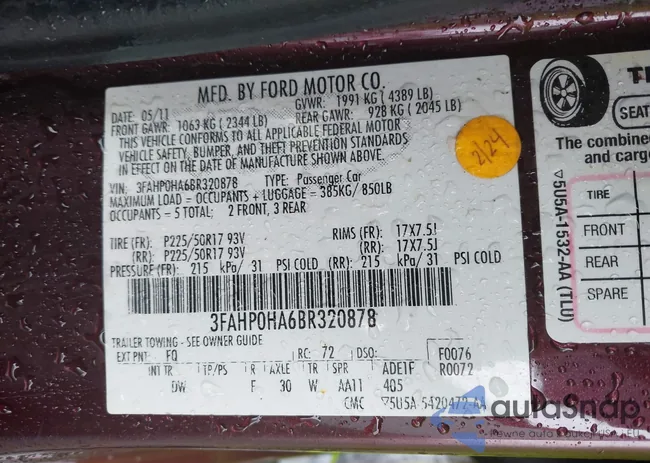 MFD. BY FORD MOTOR CO.
DATE: 05/11 GVWR: 1991 KG ( 4389 LB)
FRONT GAWR: 1063 KG ( 2344 LB) REAR GAWR: 928 KG ( 2045 LB)
THIS VEHICLE CONFORMS TO ALL APPLICABLE FEDERAL MOTOR
VEHICLE SAFETY, BUMPER, AND THEFT PREVENTION STANDARDS
IN EFFECT ON THE DATE OF MANUFACTURE SHOWN ABOVE.
VIN: 3FAHP0HA6BR320878 TYPE: Passenger Car
MAXIMUM LOAD = OCCUPANTS + LUGGAGE = 385KG/ 850LB
OCCUPANTS = 5 TOTAL: 2 FRONT, 3 REAR
TIRE (FR): P225/50R17 93V RIMS (FR): 17X7.5J
(RR): P225/50R17 93V (RR): 17X7.5J
PRESSURE (FR): 215 kPa/ 31 PSI COLD (RR): 215 kPa/ 31 PSI COLD
3FAHP0HA6BR320878
TRAILER TOWING - SEE OWNER GUIDE
EXT PNT: FQ RC: 72 DSO: F0076
INT TR TP/PS R AXLE TR SPR ADE1F R0072
DW F 30 W AA11 405
CMC 5U5A-5420472-AA
2/24
SEAT
The combined
and carg
TIRE
FRONT
REAR
SPARE
5U5A-1532-AA (TLU)
autaSnap